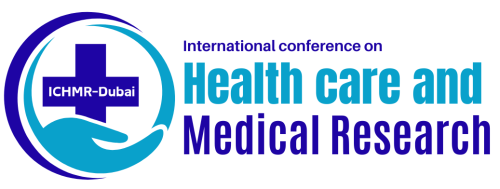 ICHMR-Dubai
International conference on
Health care and
Medical Research